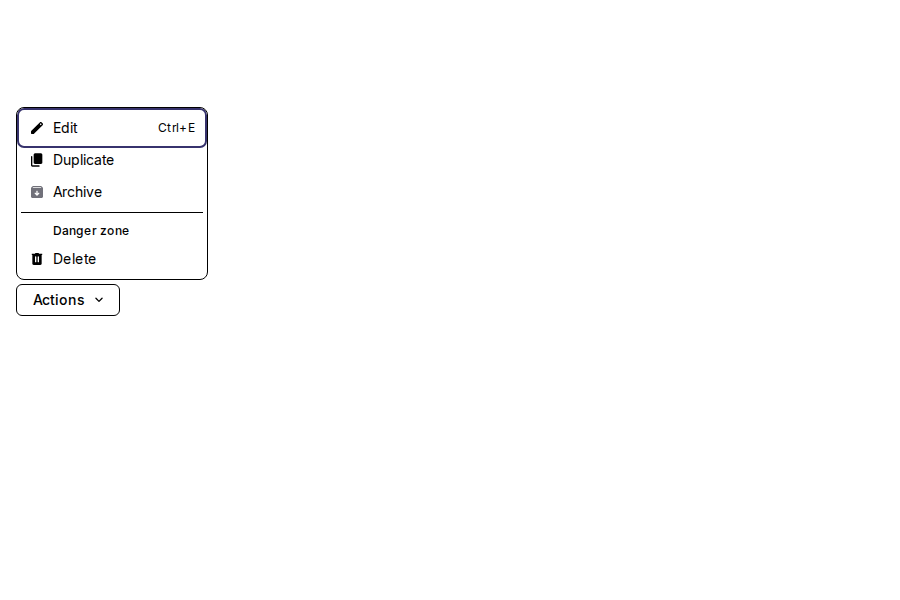 Edit Ctrl+E
Duplicate
Archive
Danger zone
Delete
Actions